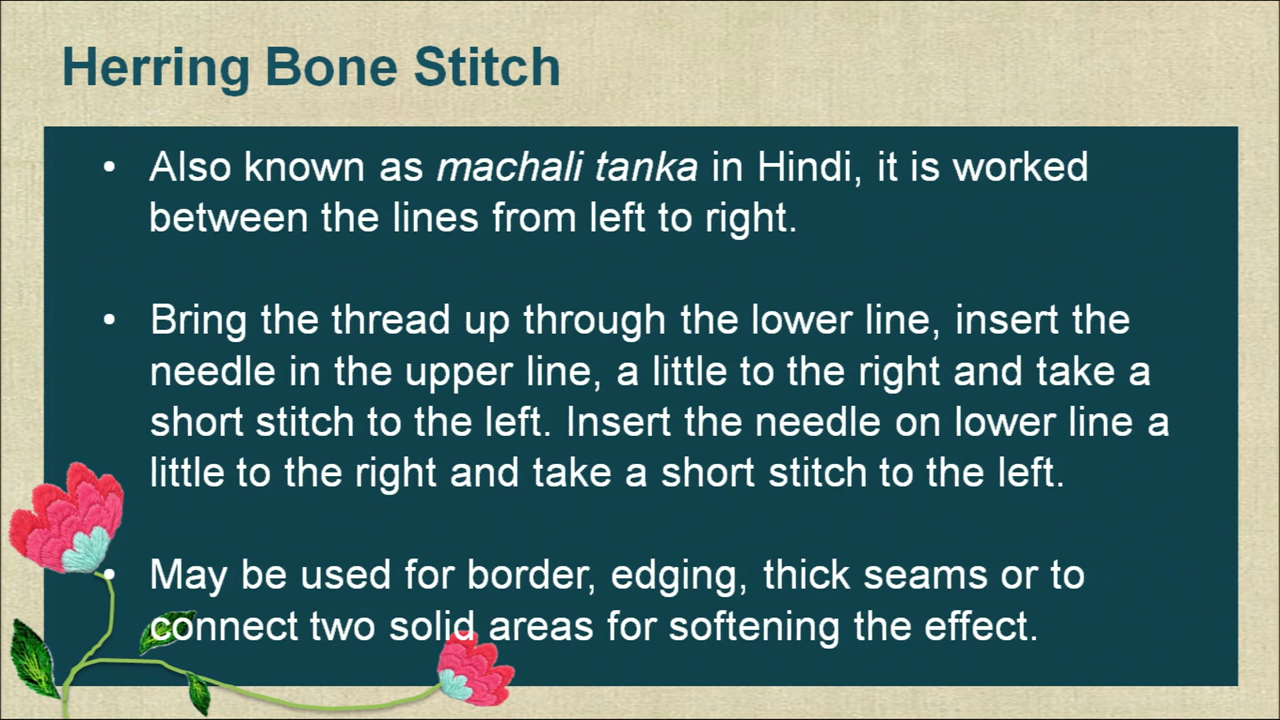 Herring Bone Stitch
• Also known as machali tanka in Hindi, it is worked
between the lines from left to right.
• Bring the thread up through the lower line, insert the
needle in the upper line, a little to the right and take a
short stitch to the left. Insert the needle on lower line a
little to the right and take a short stitch to the left.
• May be used for border, edging, thick seams or to
connect two solid areas for softening the effect.